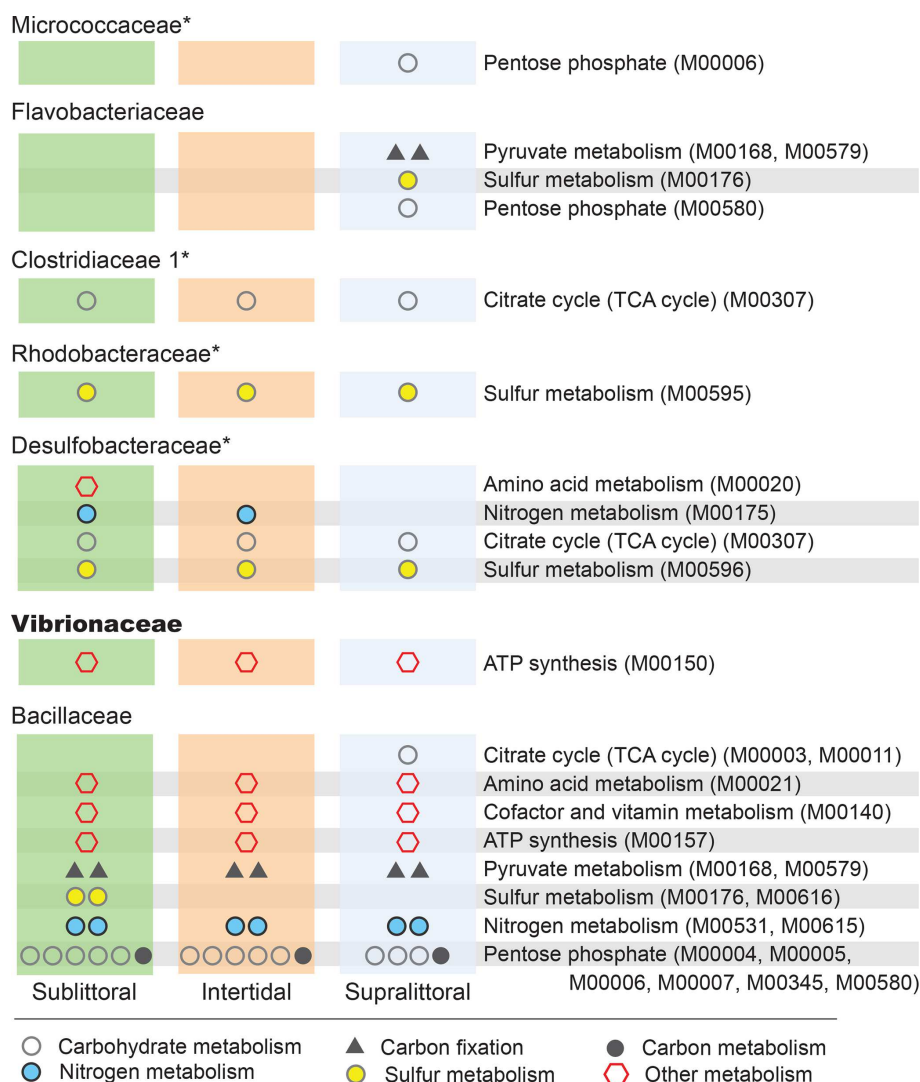 Micrococcaceae*
Pentose phosphate (M00006)
Flavobacteriaceae
Pyruvate metabolism (M00168, M00579)
Sulfur metabolism (M00176)
Pentose phosphate (M00580)
Clostridiaceae 1*
Citrate cycle (TCA cycle) (M00307)
Rhodobacteraceae*
Sulfur metabolism (M00595)
Desulfobacteraceae*
Amino acid metabolism (M00020)
Nitrogen metabolism (M00175)
Citrate cycle (TCA cycle) (M00307)
Sulfur metabolism (M00596)
Vibrionaceae
ATP synthesis (M00150)
Bacillaceae
Citrate cycle (TCA cycle) (M00003, M00011)
Amino acid metabolism (M00021)
Cofactor and vitamin metabolism (M00140)
ATP synthesis (M00157)
Pyruvate metabolism (M00168, M00579)
Sulfur metabolism (M00176, M00616)
Nitrogen metabolism (M00531, M00615)
Pentose phosphate (M00004, M00005,
M00006, M00007, M00345, M00580)
Sublittoral Intertidal Supralittoral
Carbohydrate metabolism Carbon fixation Carbon metabolism
Nitrogen metabolism Sulfur metabolism Other metabolism